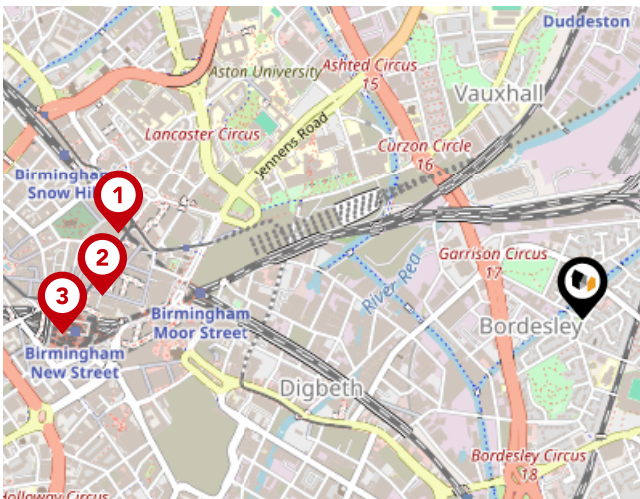 Duddeston
Aston University
Ashted Circus
15
Vauxhall
Lancaster Circus
Jennens Road
Curzon Circle
16
Birmingham
Snow Hill
1
Garrison Circus
17
2
River Rea
3
Birmingham
Moor Street
Bordesley
Birmingham
New Street
Digbeth
Bordesley Circus
18
Holloway Circus